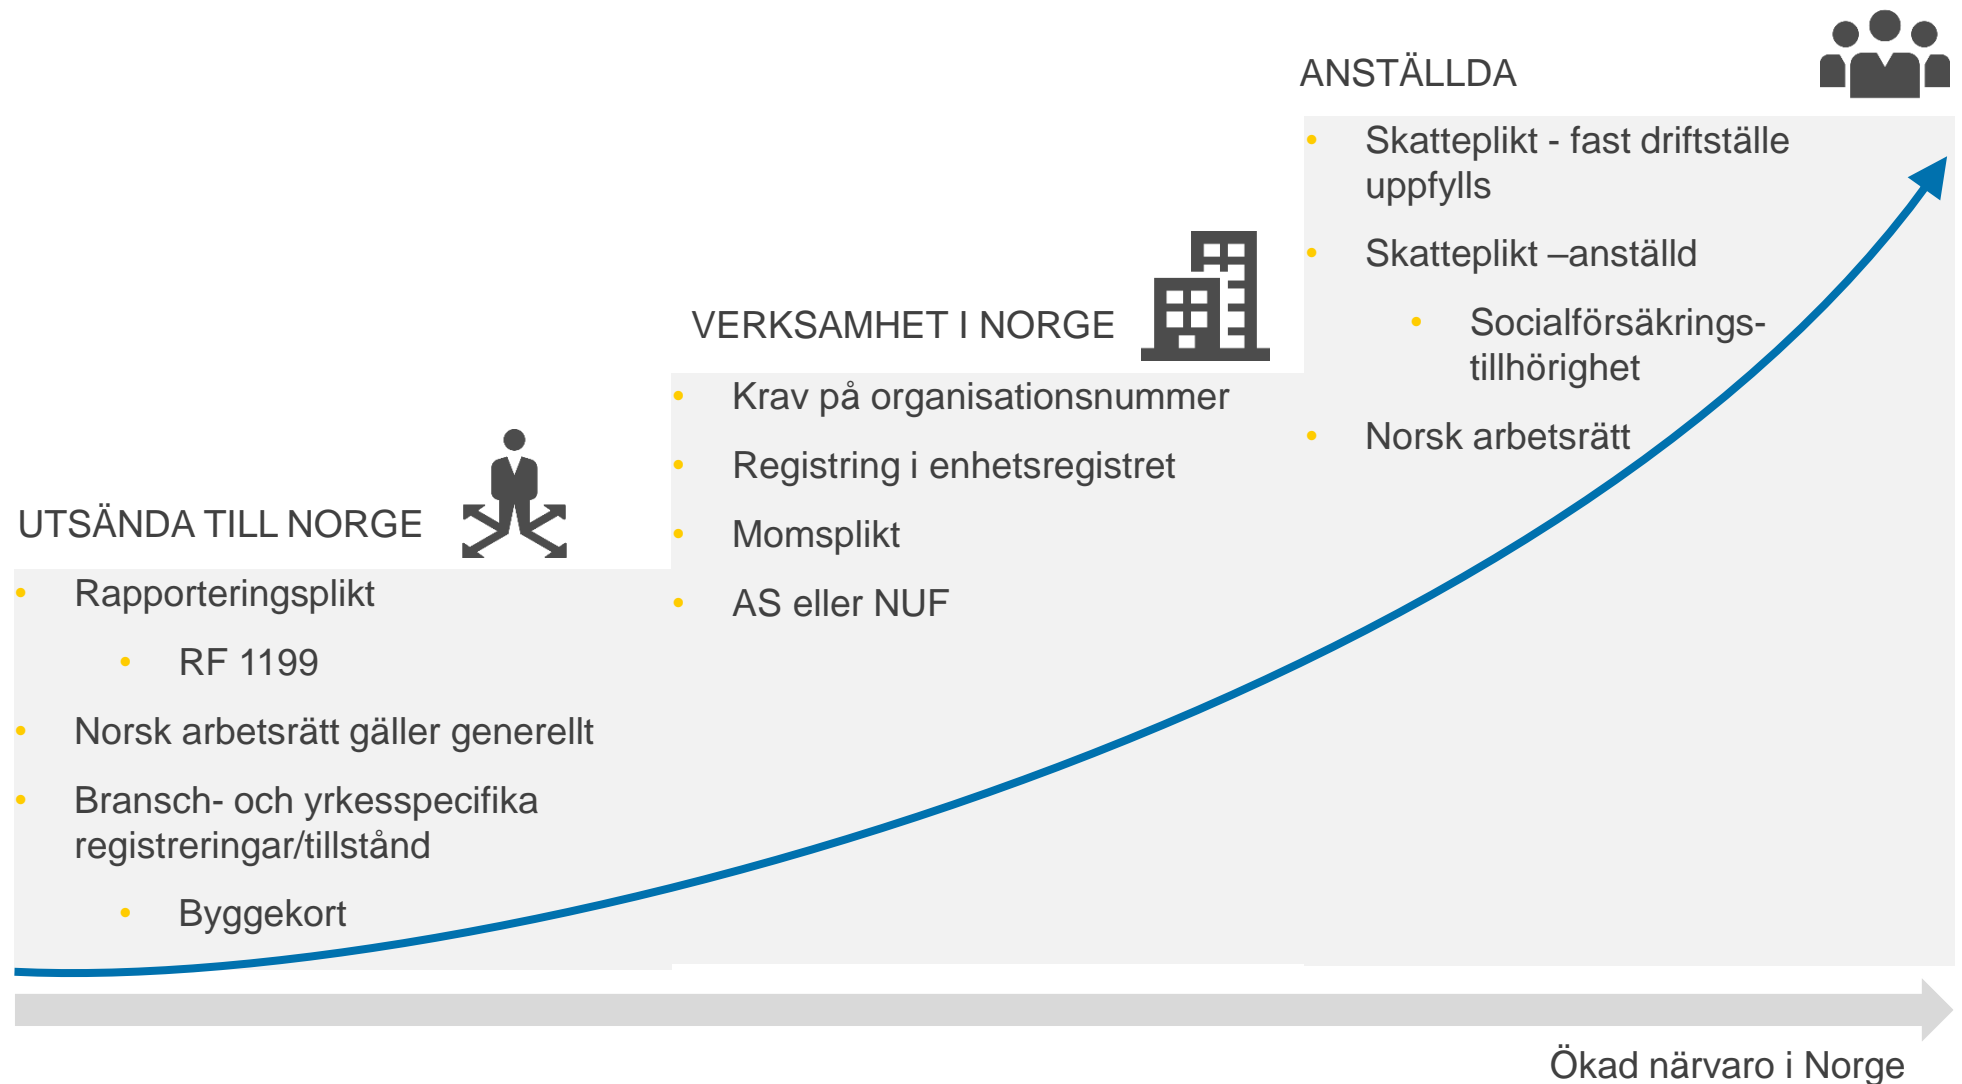 UTSÄNDA TILL NORGE
• Rapporteringsplikt
• RF 1199
• Norsk arbetsrätt gäller generellt
• Bransch- och yrkesspecifika
registreringar/tillstånd
• Byggekort
VERKSAMHET I NORGE
• Krav på organisationsnummer
• Registring i enhetsregistret
• Momsplikt
• AS eller NUF
ANSTÄLLDA
• Skatteplikt - fast driftställe
uppfylls
• Skatteplikt –anställd
• Socialförsäkrings-
tillhörighet
• Norsk arbetsrätt
Ökad närvaro i Norge